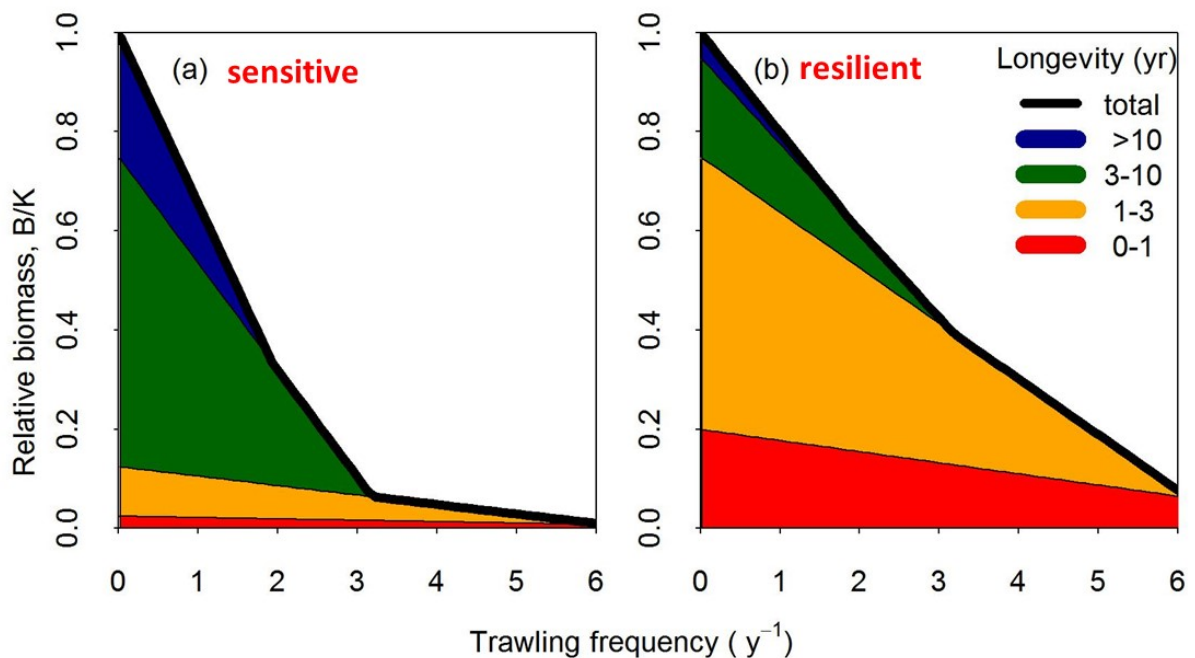 (a) sensitive
(b) resilient
Longevity (yr)
total
>10
3-10
1-3
0-1
Relative biomass, B/K
1.0
0.8
0.6
0.4
0.2
0.0
0 1 2 3 4 5 6
1.0
0.8
0.6
0.4
0.2
0.0
0 1 2 3 4 5 6
Trawling frequency ( y⁻¹)